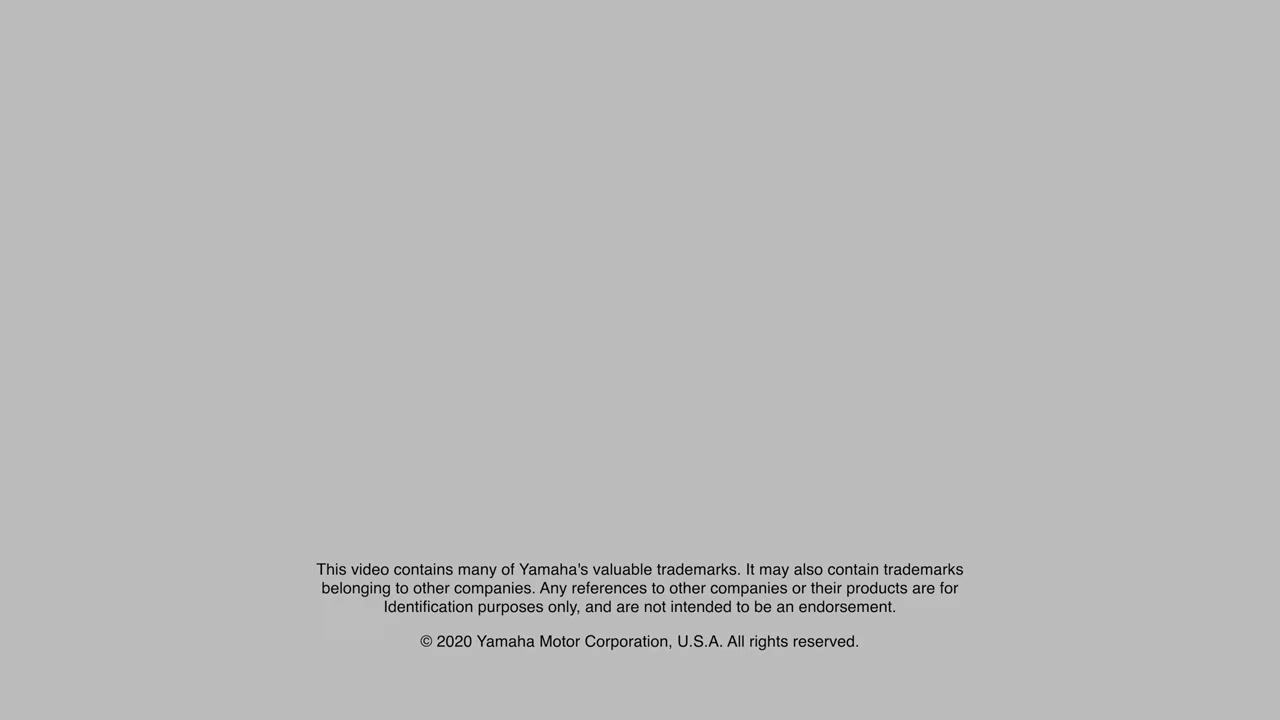 This video contains many of Yamaha's valuable trademarks. It may also contain trademarks
belonging to other companies. Any references to other companies or their products are for
Identification purposes only, and are not intended to be an endorsement.
© 2020 Yamaha Motor Corporation, U.S.A. All rights reserved.